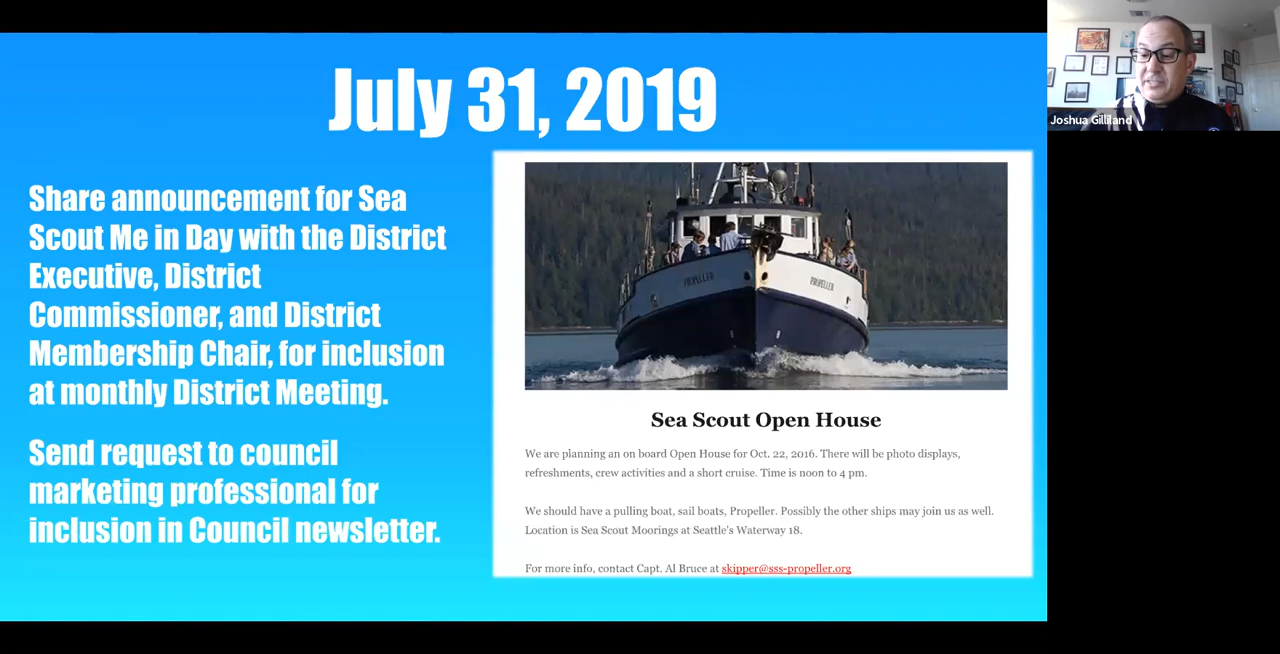 July 31, 2019
Share announcement for Sea
Scout Me in Day with the District
Executive, District
Commissioner, and District
Membership Chair, for inclusion
at monthly District Meeting.
Send request to council
marketing professional for
inclusion in Council newsletter.
PROPELLER
PROPELLER
Sea Scout Open House
We are planning an on board Open House for Oct. 22, 2016. There will be photo displays,
refreshments, crew activities and a short cruise. Time is noon to 4 pm.
We should have a pulling boat, sail boats, Propeller. Possibly the other ships may join us as well.
Location is Sea Scout Moorings at Seattle's Waterway 18.
For more info, contact Capt. Al Bruce at skipper@sss-propeller.org
Joshua Gilliland